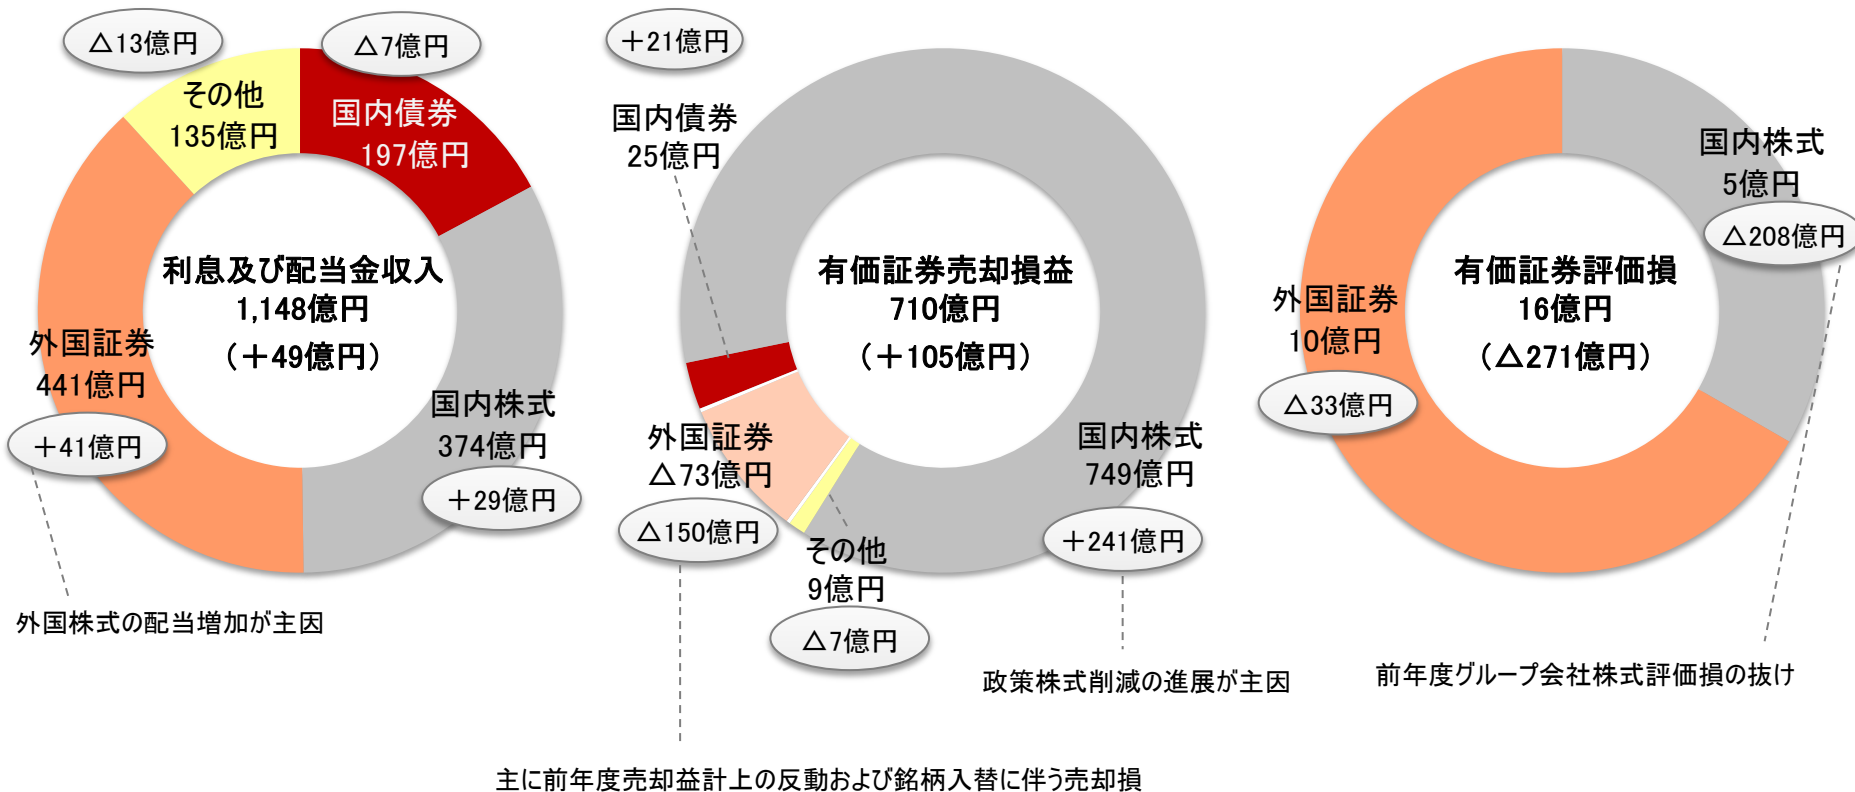 △13億円
△7億円
その他
135億円
国内債券
197億円
利息及び配当金収入
1,148億円
（＋49億円）
外国証券
441億円
＋41億円
国内株式
374億円
＋29億円
外国株式の配当増加が主因
＋21億円
国内債券
25億円
有価証券売却損益
710億円
（＋105億円）
外国証券
△73億円
△150億円
その他
9億円
△7億円
国内株式
749億円
＋241億円
政策株式削減の進展が主因
主に前年度売却益計上の反動および銘柄入替に伴う売却損
国内株式
5億円
△208億円
有価証券評価損
16億円
（△271億円）
外国証券
10億円
△33億円
前年度グループ会社株式評価損の抜け